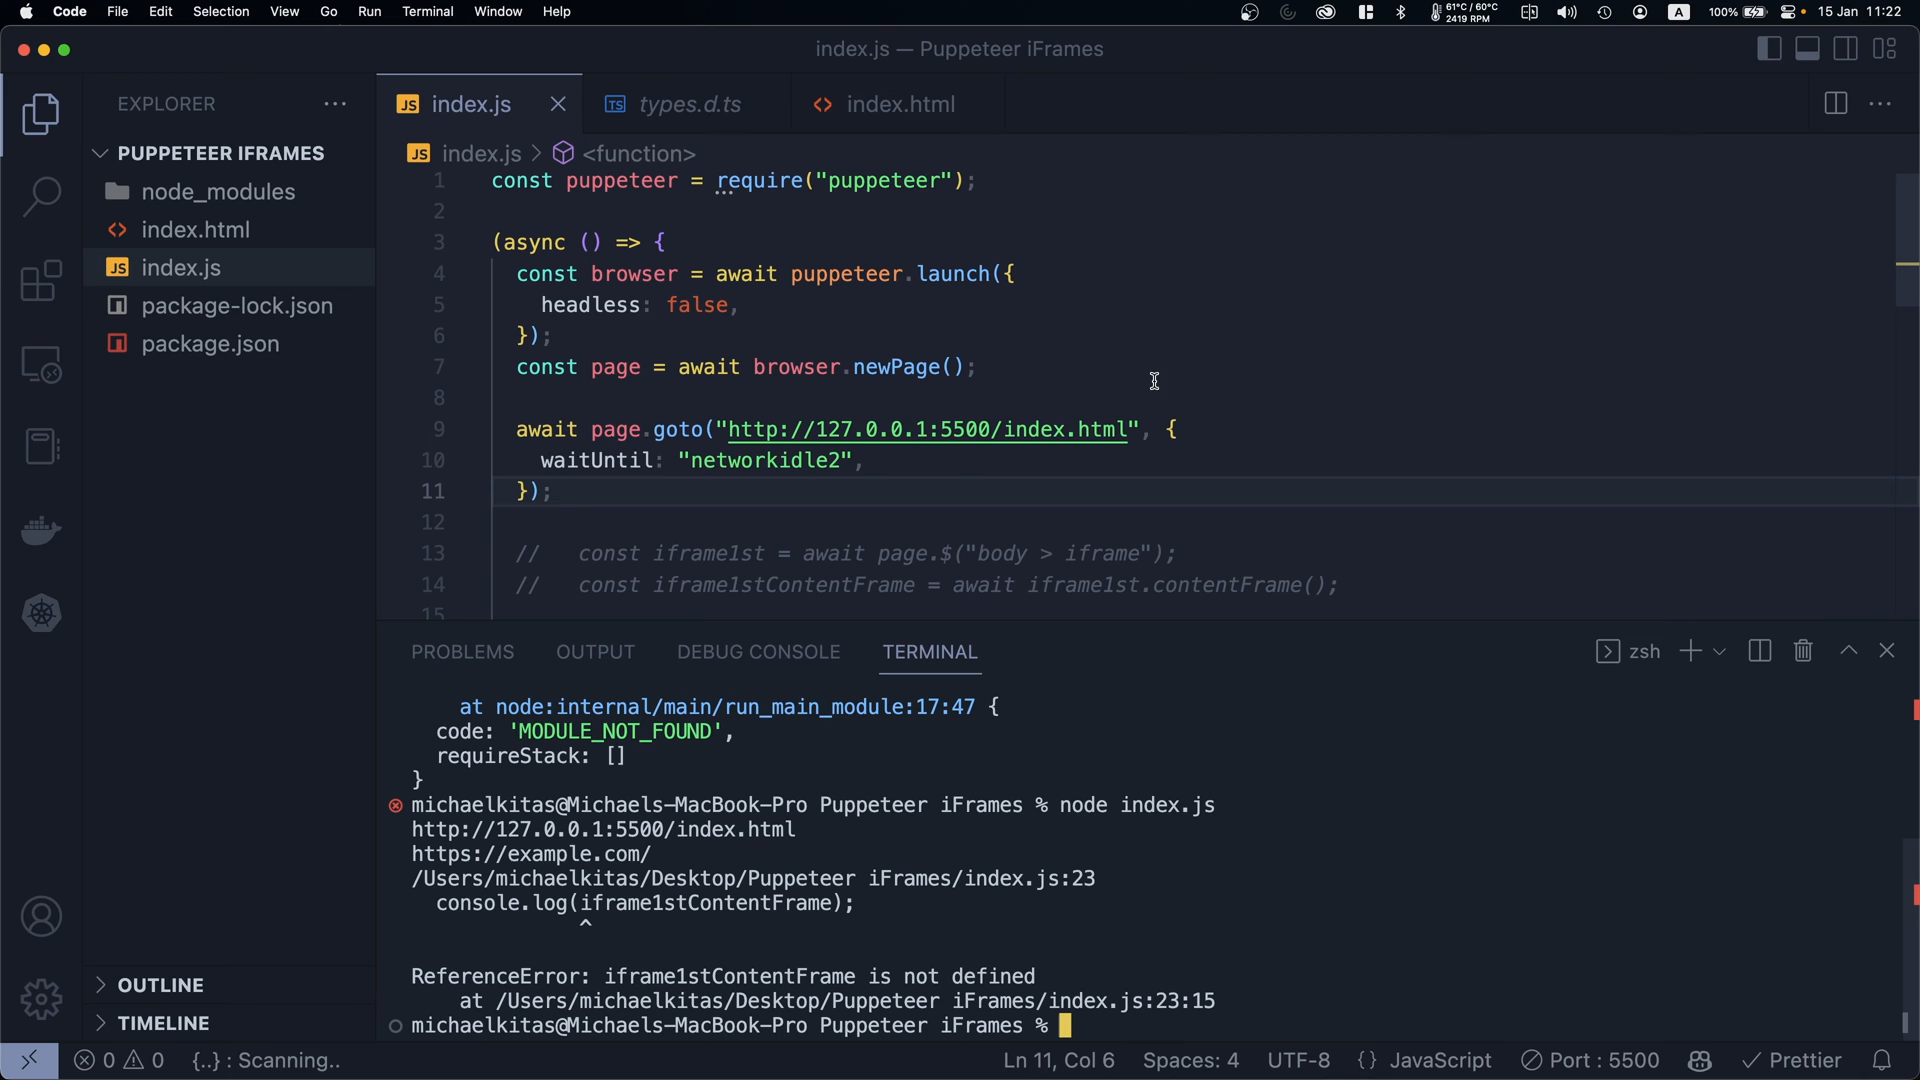 Code File Edit Selection View Go Run Terminal Window Help
61°C / 60°C
2419 RPM
A
100%
15 Jan 11:22
index.js — Puppeteer iFrames
EXPLORER
PUPPETEER IFRAMES
node_modules
<> index.html
JS index.js
package-lock.json
package.json
OUTLINE
TIMELINE
JS index.js
TS types.d.ts
<> index.html
JS index.js > <function>
1 const puppeteer = require("puppeteer");
2
3 (async () => {
4 const browser = await puppeteer.launch({
5 headless: false,
6 });
7 const page = await browser.newPage();
8
9 await page.goto("http://127.0.0.1:5500/index.html", {
10 waitUntil: "networkidle2",
11 });
12
13 // const iframe1st = await page.$("body > iframe");
14 // const iframe1stContentFrame = await iframe1st.contentFrame();
15
PROBLEMS OUTPUT DEBUG CONSOLE TERMINAL
zsh
at node:internal/main/run_main_module:17:47 {
code: 'MODULE_NOT_FOUND',
requireStack: []
}
michaelkitas@Michaels-MacBook-Pro Puppeteer iFrames % node index.js
http://127.0.0.1:5500/index.html
https://example.com/
/Users/michaelkitas/Desktop/Puppeteer iFrames/index.js:23
console.log(iframe1stContentFrame);
^
ReferenceError: iframe1stContentFrame is not defined
at /Users/michaelkitas/Desktop/Puppeteer iFrames/index.js:23:15
michaelkitas@Michaels-MacBook-Pro Puppeteer iFrames %
0 0 {..} : Scanning.. Ln 11, Col 6 Spaces: 4 UTF-8 {} JavaScript Port : 5500 Prettier